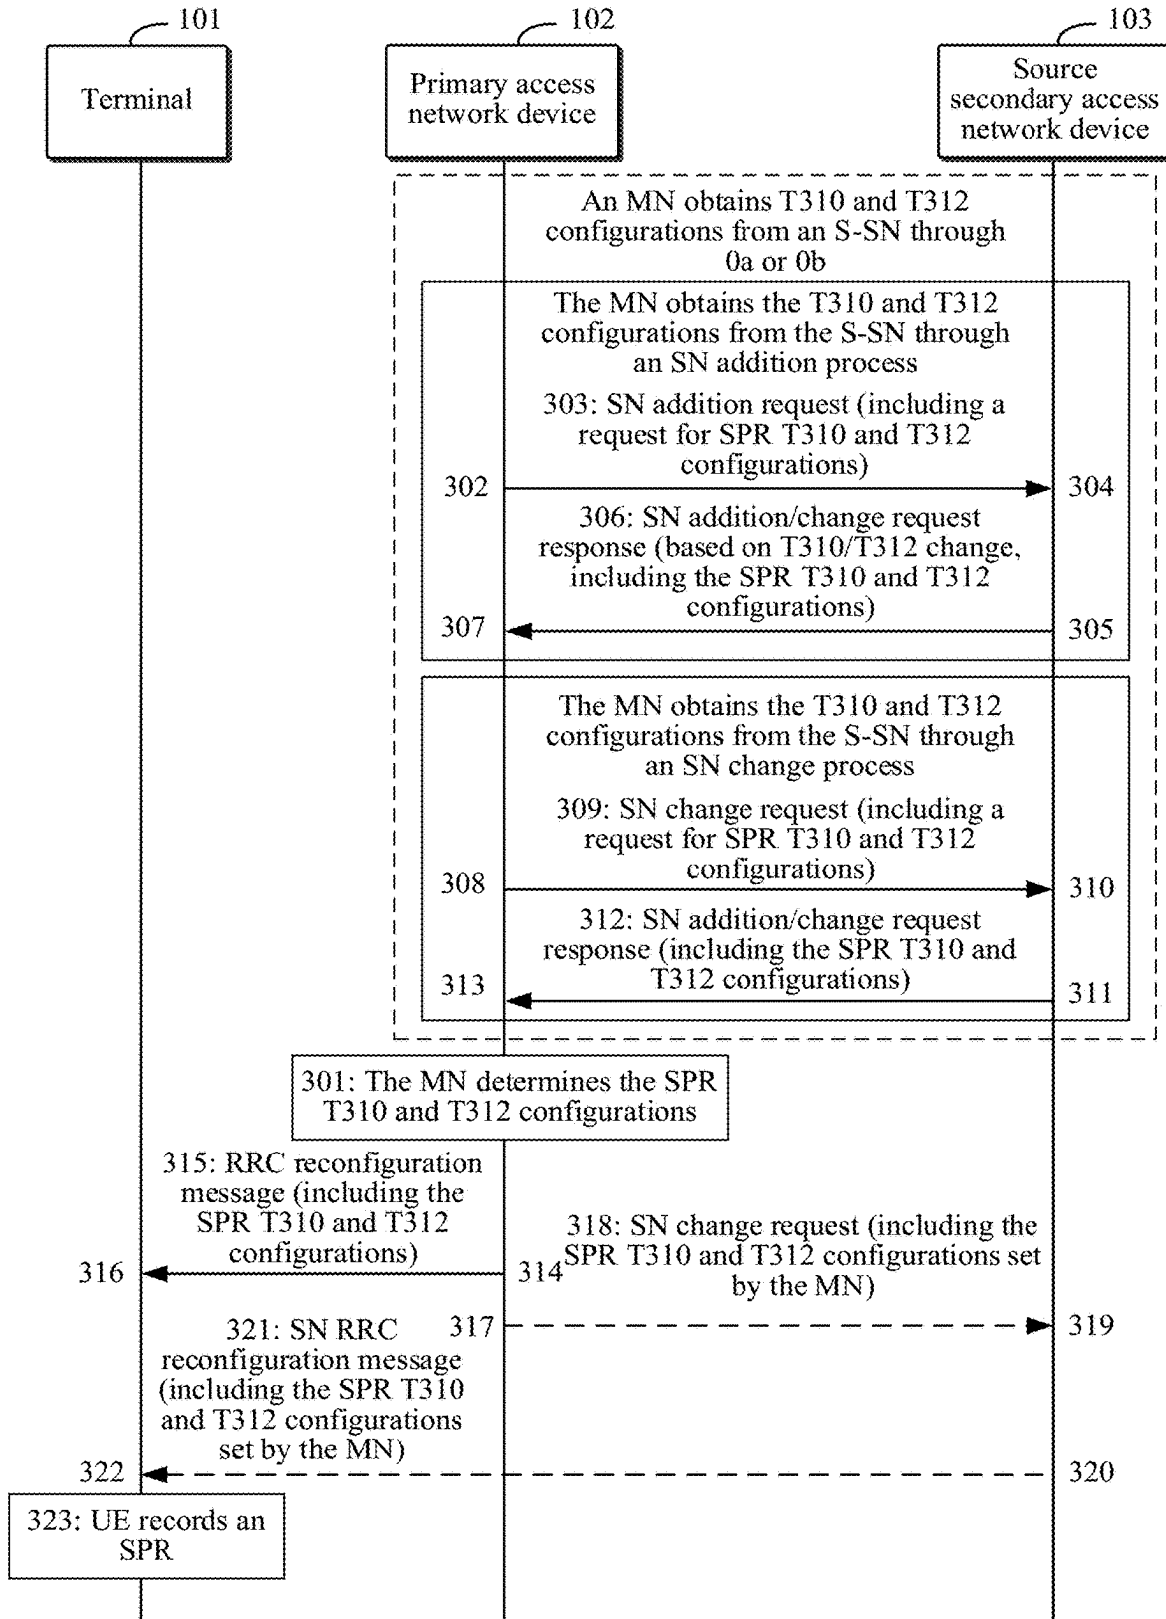 101
102
103
Terminal
Primary access
network device
Source
secondary access
network device
An MN obtains T310 and T312
configurations from an S-SN through
0a or 0b
The MN obtains the T310 and T312
configurations from the S-SN through
an SN addition process
303: SN addition request (including a
request for SPR T310 and T312
configurations)
302
304
306: SN addition/change request
response (based on T310/T312 change,
including the SPR T310 and T312
configurations)
307
305
The MN obtains the T310 and T312
configurations from the S-SN through
an SN change process
309: SN change request (including a
request for SPR T310 and T312
configurations)
308
310
312: SN addition/change request
response (including the SPR T310 and
T312 configurations)
313
311
301: The MN determines the SPR
T310 and T312 configurations
315: RRC reconfiguration
message (including the
SPR T310 and T312
configurations)
316
314
318: SN change request (including the
SPR T310 and T312 configurations set
by the MN)
317
319
321: SN RRC
reconfiguration message
(including the SPR T310
and T312 configurations
set by the MN)
322
320
323: UE records an
SPR